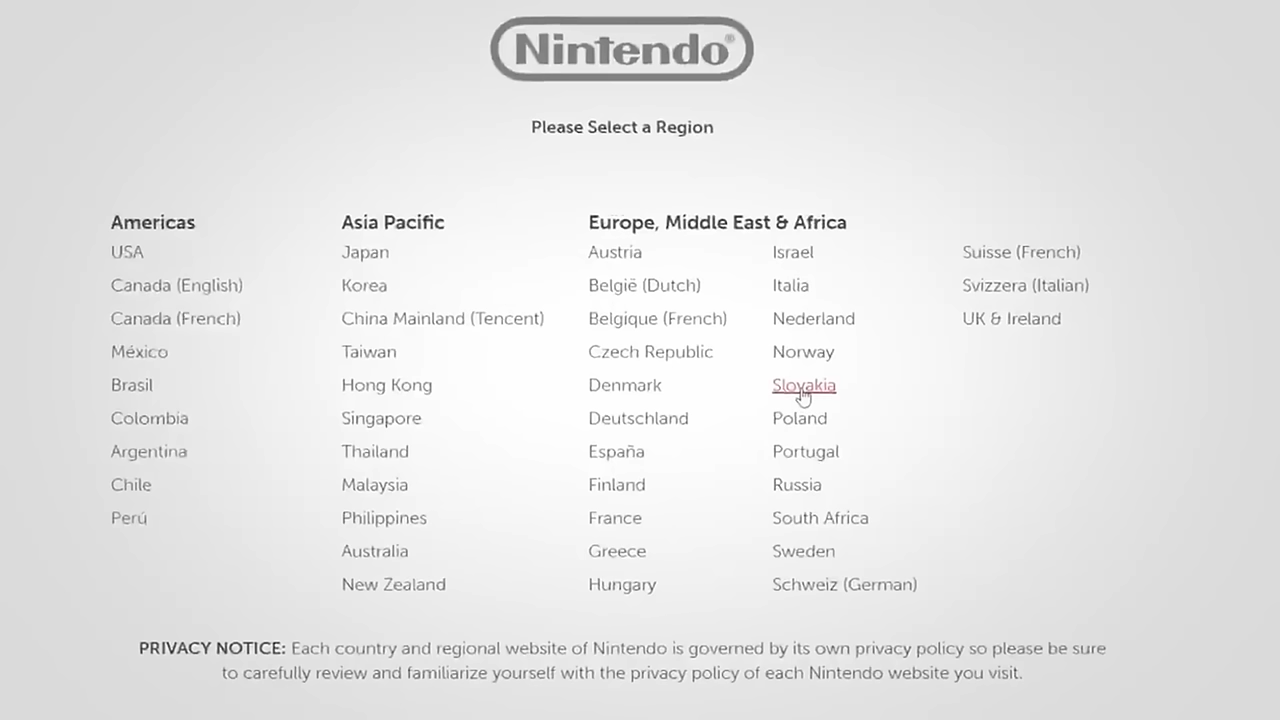 Nintendo®
Please Select a Region
Americas
USA
Canada (English)
Canada (French)
México
Brasil
Colombia
Argentina
Chile
Perú
Asia Pacific
Japan
Korea
China Mainland (Tencent)
Taiwan
Hong Kong
Singapore
Thailand
Malaysia
Philippines
Australia
New Zealand
Europe, Middle East & Africa
Austria
België (Dutch)
Belgique (French)
Czech Republic
Denmark
Deutschland
España
Finland
France
Greece
Hungary
Israel
Italia
Nederland
Norway
Slovakia
Poland
Portugal
Russia
South Africa
Sweden
Schweiz (German)
Suisse (French)
Svizzera (Italian)
UK & Ireland
PRIVACY NOTICE: Each country and regional website of Nintendo is governed by its own privacy policy so please be sure
to carefully review and familiarize yourself with the privacy policy of each Nintendo website you visit.